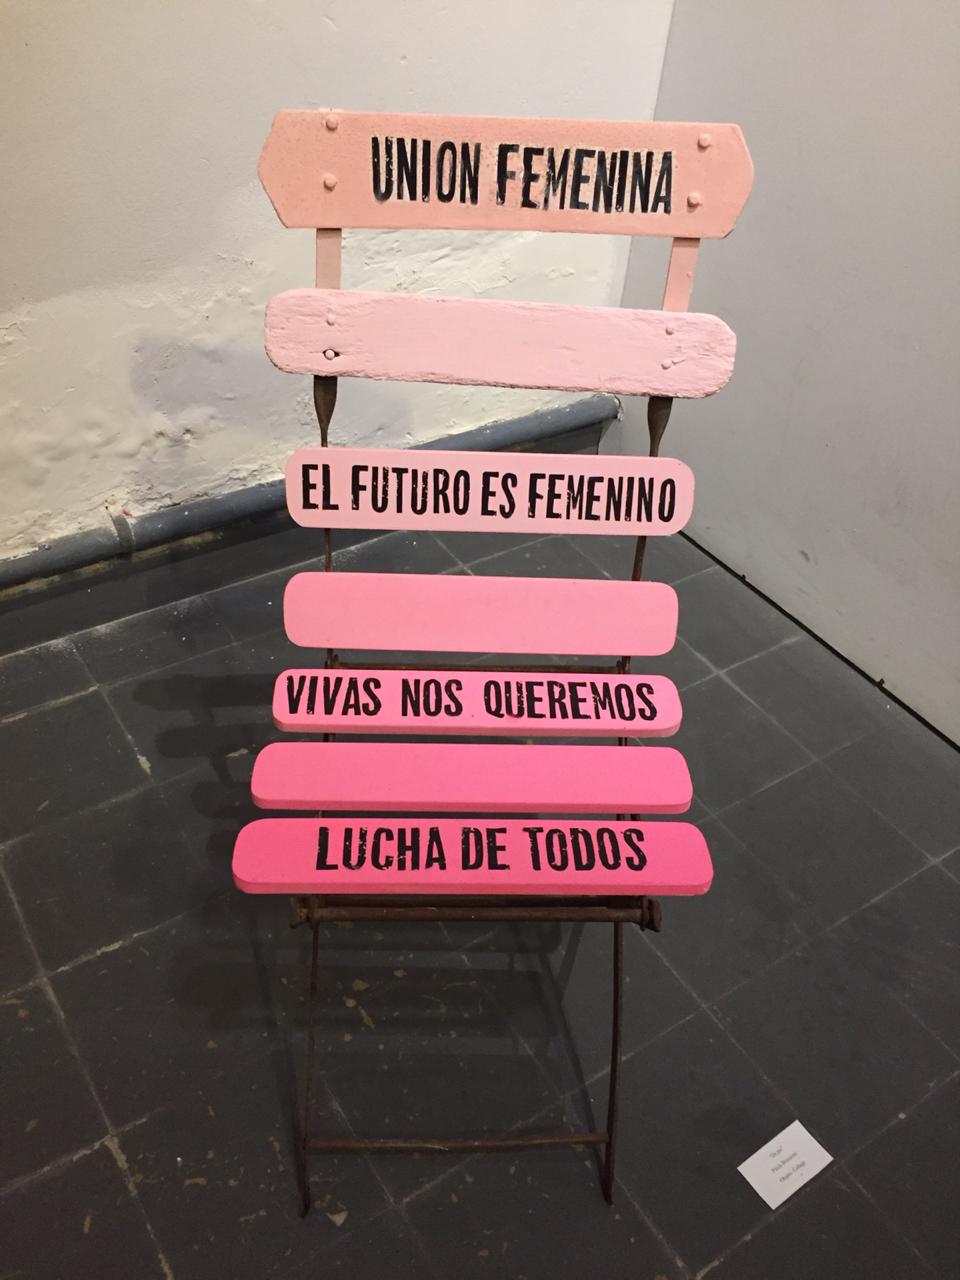 UNION FEMENINA
EL FUTURO ES FEMENINO
VIVAS NOS QUEREMOS
LUCHA DE TODOS